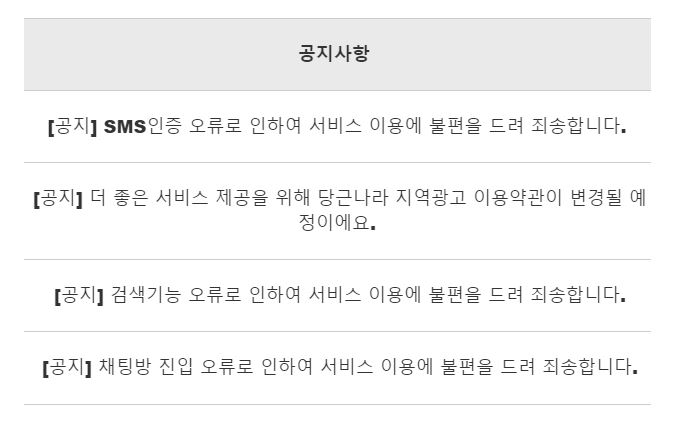 공지사항
[공지] SMS인증 오류로 인하여 서비스 이용에 불편을 드려 죄송합니다.
[공지] 더 좋은 서비스 제공을 위해 당근나라 지역광고 이용약관이 변경될 예
정이에요.
[공지] 검색기능 오류로 인하여 서비스 이용에 불편을 드려 죄송합니다.
[공지] 채팅방 진입 오류로 인하여 서비스 이용에 불편을 드려 죄송합니다.